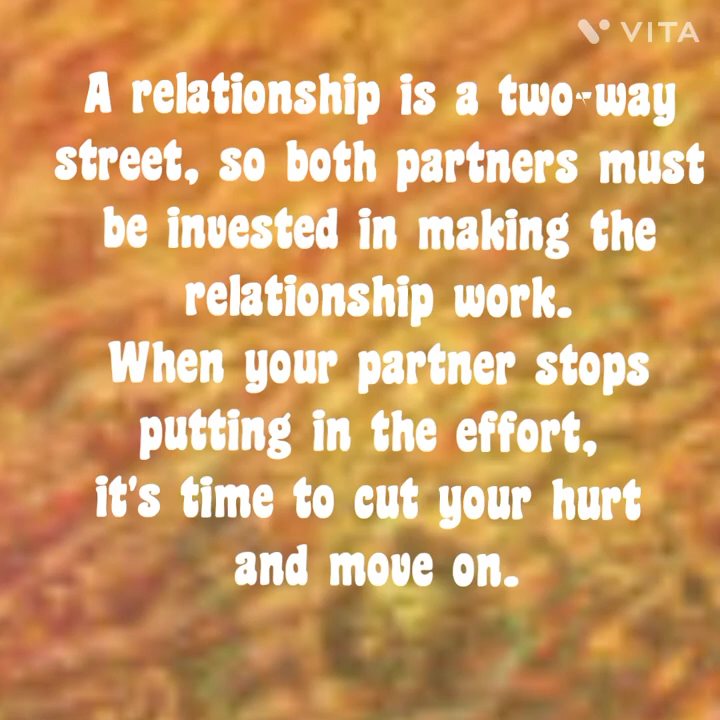 VITA
A relationship is a two-way
street, so both partners must
be invested in making the
relationship work.
When your partner stops
putting in the effort,
it's time to cut your hurt
and move on.